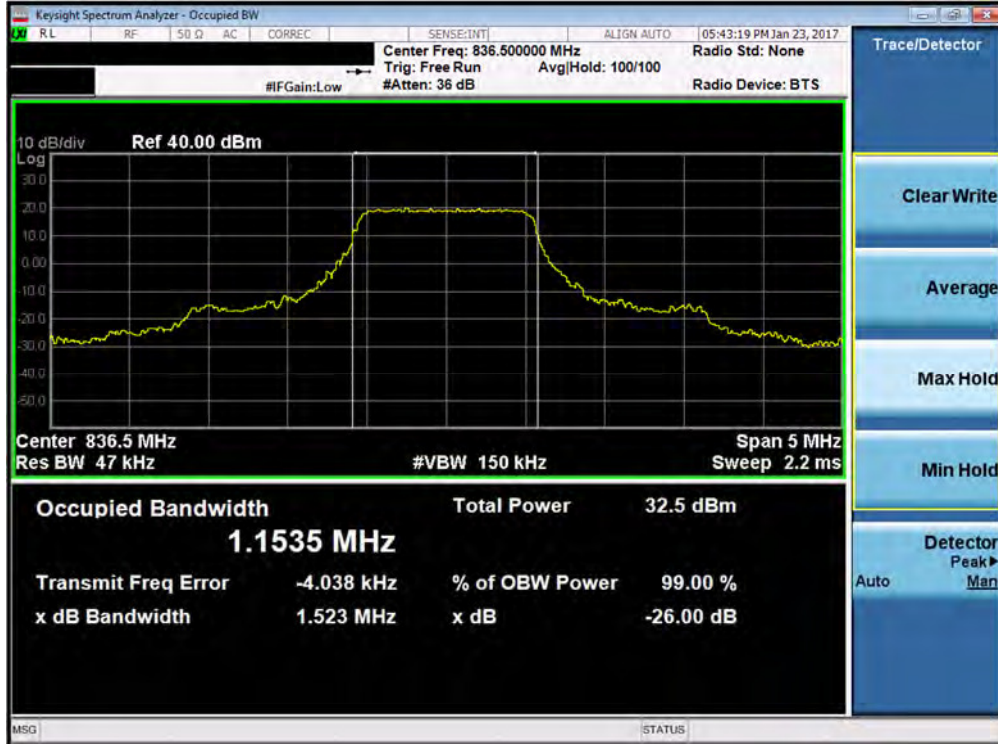 Keysight Spectrum Analyzer - Occupied BW
LXI RL RF 50 Ω AC CORREC SENSE:INT ALIGN AUTO 05:43:19 PM Jan 23, 2017
Center Freq: 836.500000 MHz Radio Std: None
Trig: Free Run Avg|Hold: 100/100
#IFGain:Low #Atten: 36 dB Radio Device: BTS
10 dB/div Ref 40.00 dBm
Log
30.0
20.0
10.0
0.00
-10.0
-20.0
-30.0
-40.0
-50.0
Center 836.5 MHz Span 5 MHz
Res BW 47 kHz #VBW 150 kHz Sweep 2.2 ms
Occupied Bandwidth Total Power 32.5 dBm
1.1535 MHz
Transmit Freq Error -4.038 kHz % of OBW Power 99.00 %
x dB Bandwidth 1.523 MHz x dB -26.00 dB
MSG STATUS
Trace/Detector
Clear Write
Average
Max Hold
Min Hold
Detector
Peak▶
Auto Man